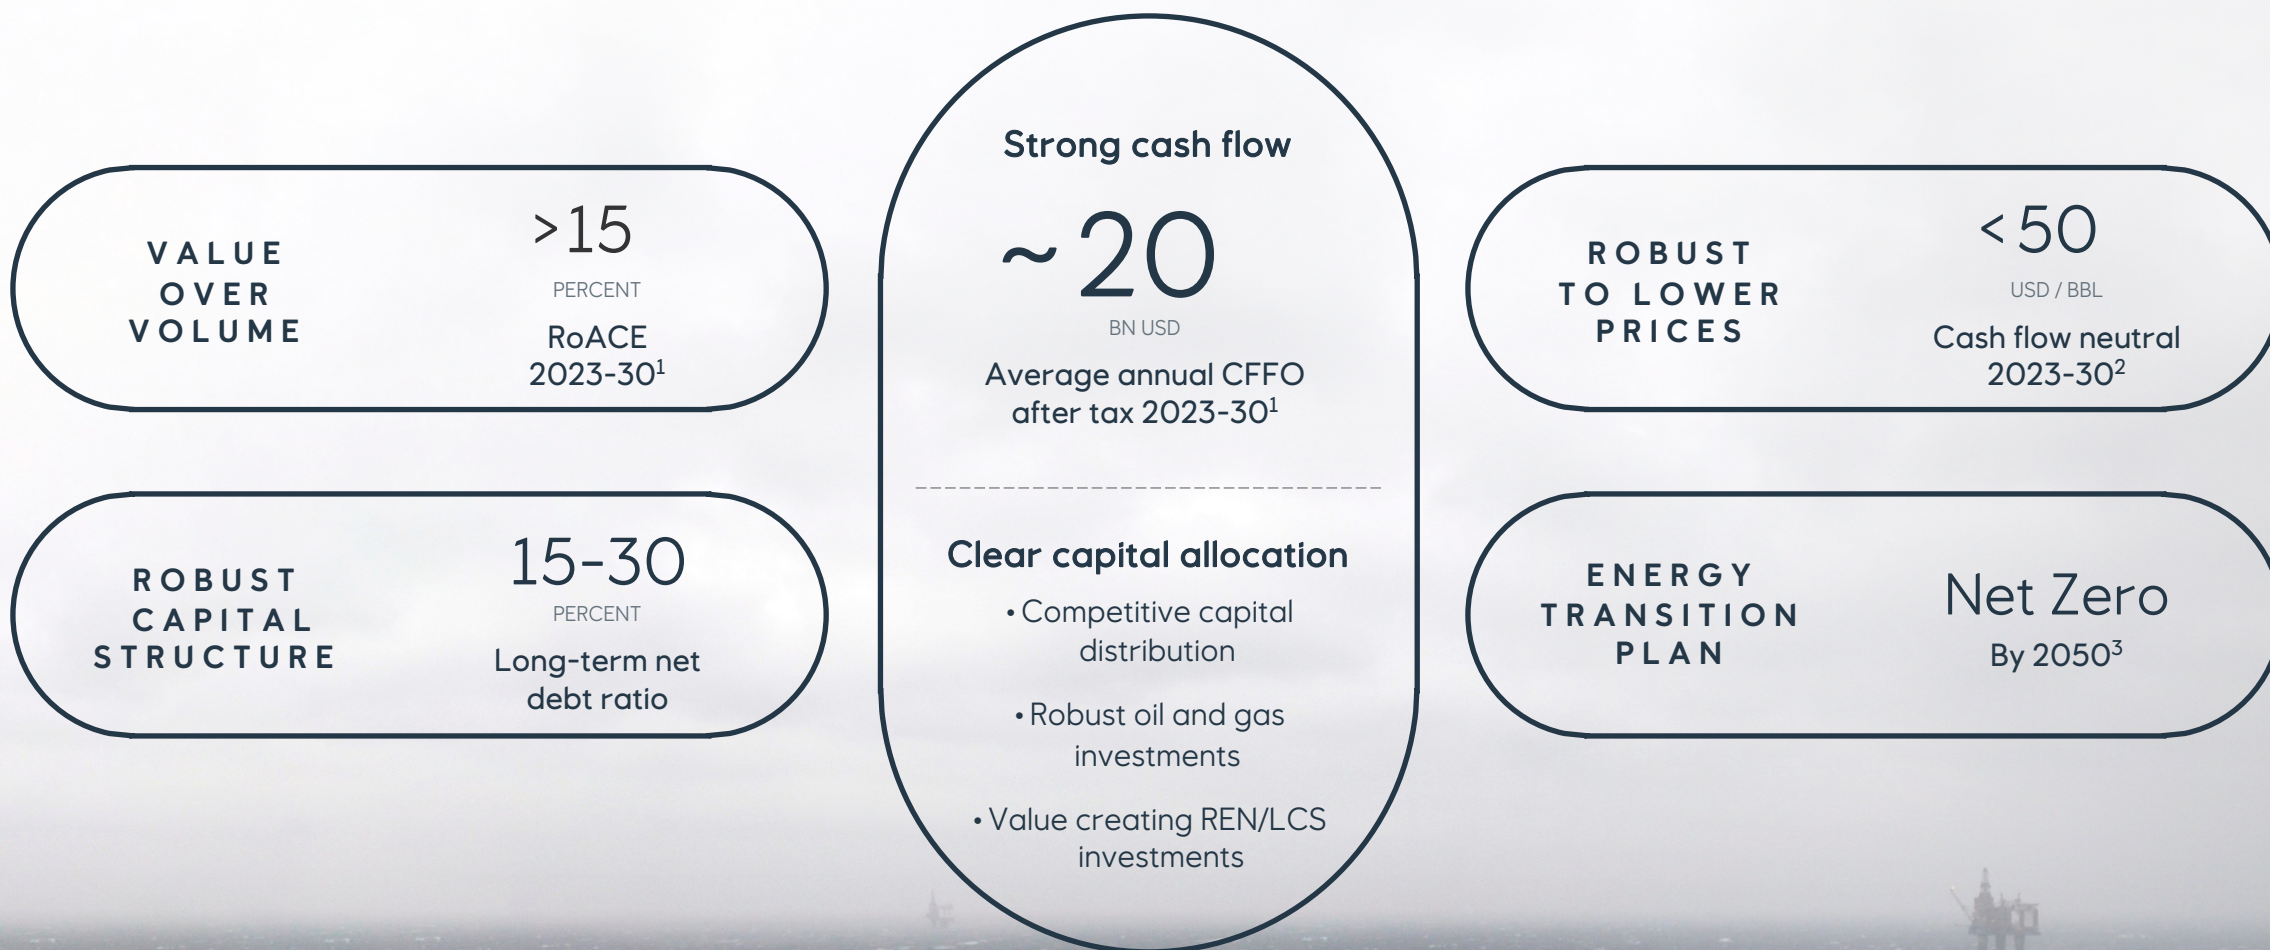 VALUE
OVER
VOLUME
>15
PERCENT
RoACE
2023-30¹
ROBUST
CAPITAL
STRUCTURE
15-30
PERCENT
Long-term net
debt ratio
Strong cash flow
~20
BN USD
Average annual CFFO
after tax 2023-30¹
Clear capital allocation
• Competitive capital
distribution
• Robust oil and gas
investments
• Value creating REN/LCS
investments
ROBUST
TO LOWER
PRICES
<50
USD / BBL
Cash flow neutral
2023-30²
ENERGY
TRANSITION
PLAN
Net Zero
By 2050³